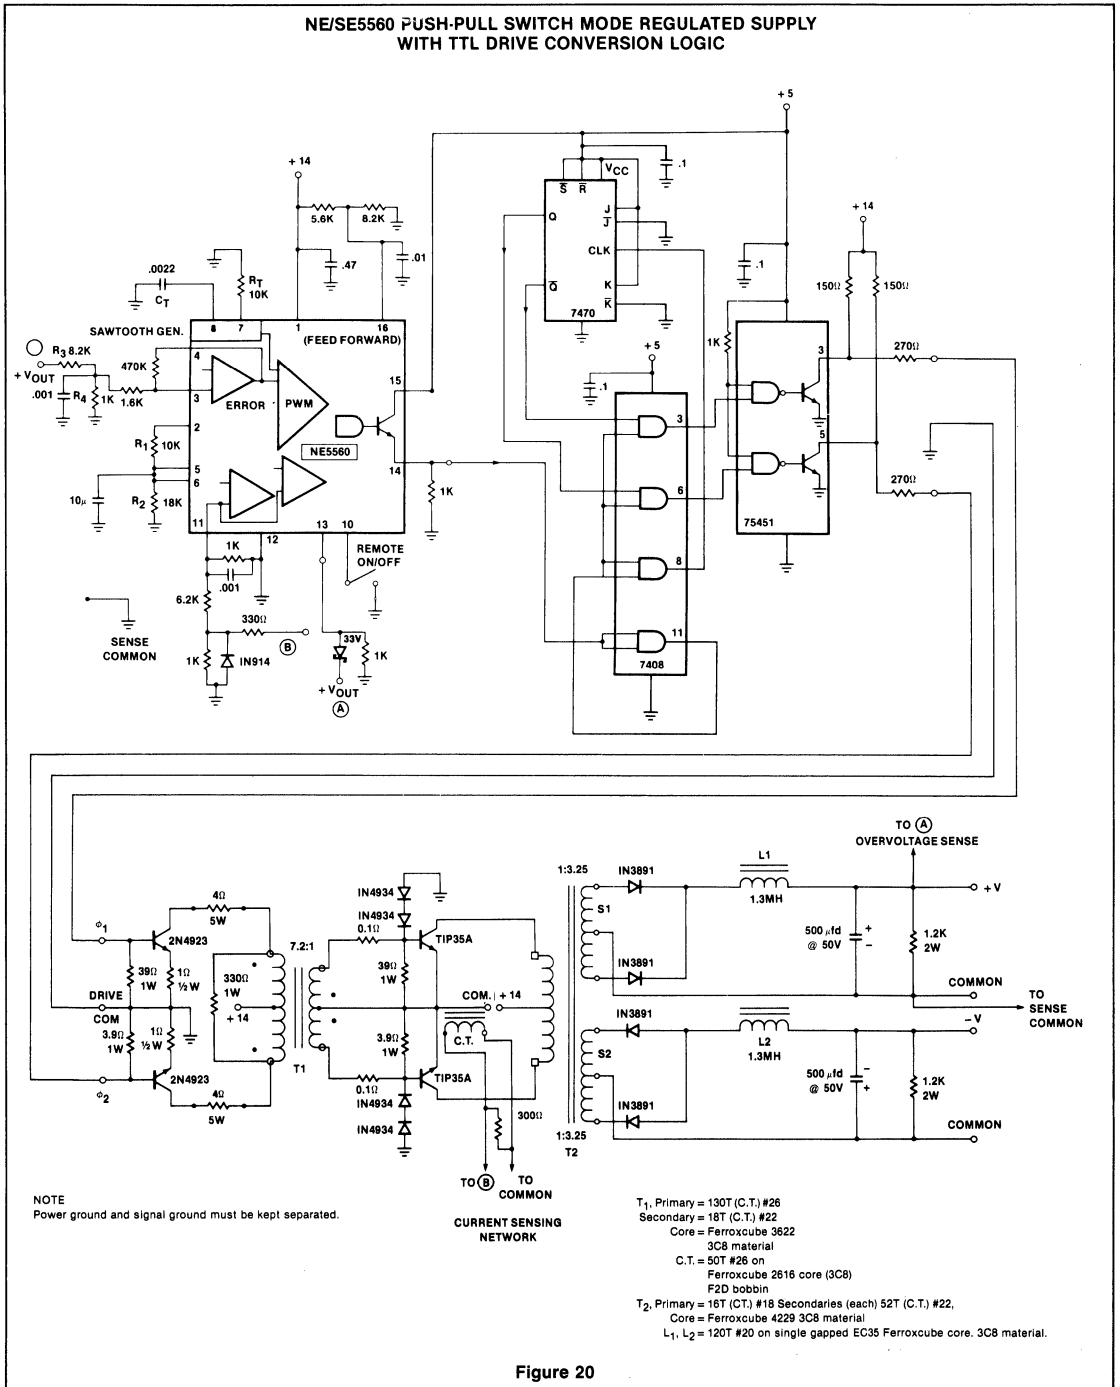 NE/SE5560 PUSH-PULL SWITCH MODE REGULATED SUPPLY
WITH TTL DRIVE CONVERSION LOGIC
+ 5
+ 14
5.6K
8.2K
.47
.01
.0022
CT
RT
10K
8
7
1
16
SAWTOOTH GEN.
(FEED FORWARD)
R3 8.2K
+ VOUT
.001
R4
1K
1.6K
470K
4
3
ERROR
PWM
NE5560
15
14
1K
2
R1
10K
5
6
10μ
R2
18K
11
12
13
10
1K
.001
6.2K
REMOTE
ON/OFF
330Ω
B
1K
IN914
33V
1K
+ VOUT
A
SENSE
COMMON
S
R
VCC
.1
Q
J
J
CLK
Q
K
K
7470
+ 5
.1
3
6
8
11
7408
.1
1K
75451
3
5
+ 14
150Ω
150Ω
270Ω
270Ω
ϕ1
2N4923
4Ω
5W
39Ω
1W
1Ω
½W
DRIVE
COM
3.9Ω
1W
1Ω
½W
ϕ2
2N4923
4Ω
5W
330Ω
1W
+ 14
7.2:1
T1
IN4934
IN4934
0.1Ω
TIP35A
39Ω
1W
COM.
+ 14
C.T.
3.9Ω
1W
0.1Ω
TIP35A
IN4934
IN4934
300Ω
TO B
TO
COMMON
CURRENT SENSING
NETWORK
1:3.25
S1
S2
1:3.25
T2
IN3891
IN3891
IN3891
IN3891
L1
1.3MH
L2
1.3MH
TO A
OVERVOLTAGE SENSE
+V
500 μfd
@ 50V
+
−
1.2K
2W
COMMON
TO
SENSE
COMMON
−V
500 μfd
@ 50V
−
+
1.2K
2W
COMMON
NOTE
Power ground and signal ground must be kept separated.
T1, Primary = 130T (C.T.) #26
Secondary = 18T (C.T.) #22
Core = Ferroxcube 3622
3C8 material
C.T. = 50T #26 on
Ferroxcube 2616 core (3C8)
F2D bobbin
T2, Primary = 16T (CT.) #18 Secondaries (each) 52T (C.T.) #22,
Core = Ferroxcube 4229 3C8 material
L1, L2 = 120T #20 on single gapped EC35 Ferroxcube core. 3C8 material.
Figure 20